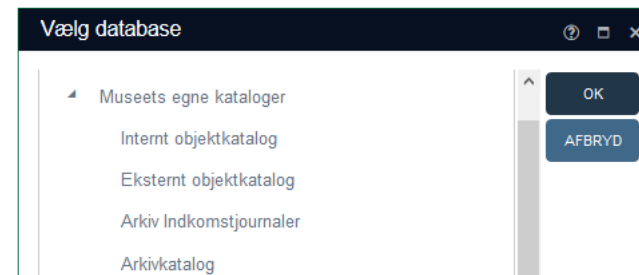 Vælg database
Museets egne kataloger
OK
Internt objektkatalog
AFBRYD
Eksternt objektkatalog
Arkiv Indkomstjournaler
Arkivkatalog